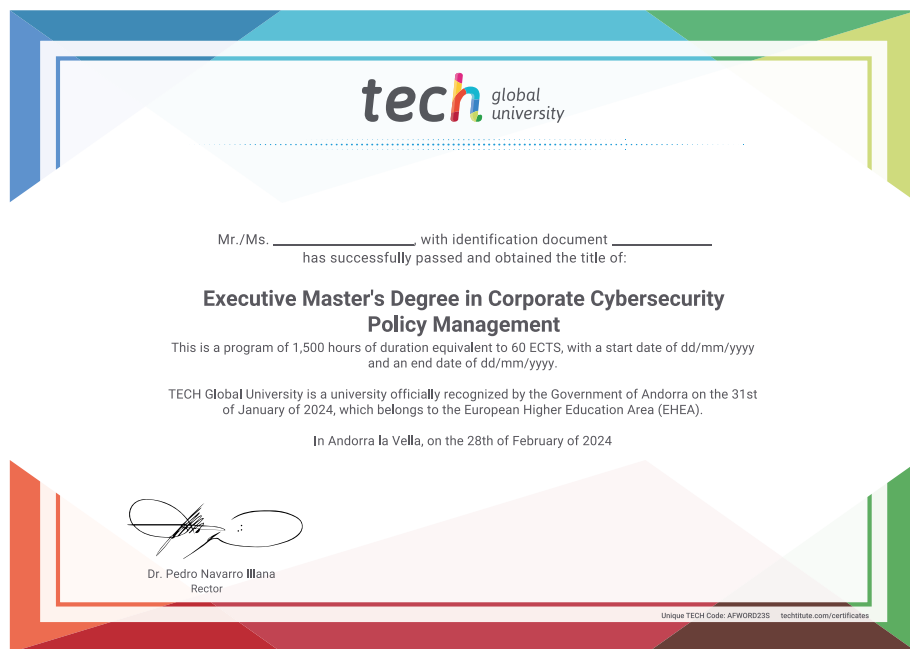 tech global
university
Mr./Ms. ____________, with identification document ____________
has successfully passed and obtained the title of:
Executive Master's Degree in Corporate Cybersecurity
Policy Management
This is a program of 1,500 hours of duration equivalent to 60 ECTS, with a start date of dd/mm/yyyy
and an end date of dd/mm/yyyy.
TECH Global University is a university officially recognized by the Government of Andorra on the 31st
of January of 2024, which belongs to the European Higher Education Area (EHEA).
In Andorra la Vella, on the 28th of February of 2024
Dr. Pedro Navarro Illana
Rector
Unique TECH Code: AFWORD23S techtitute.com/certificates